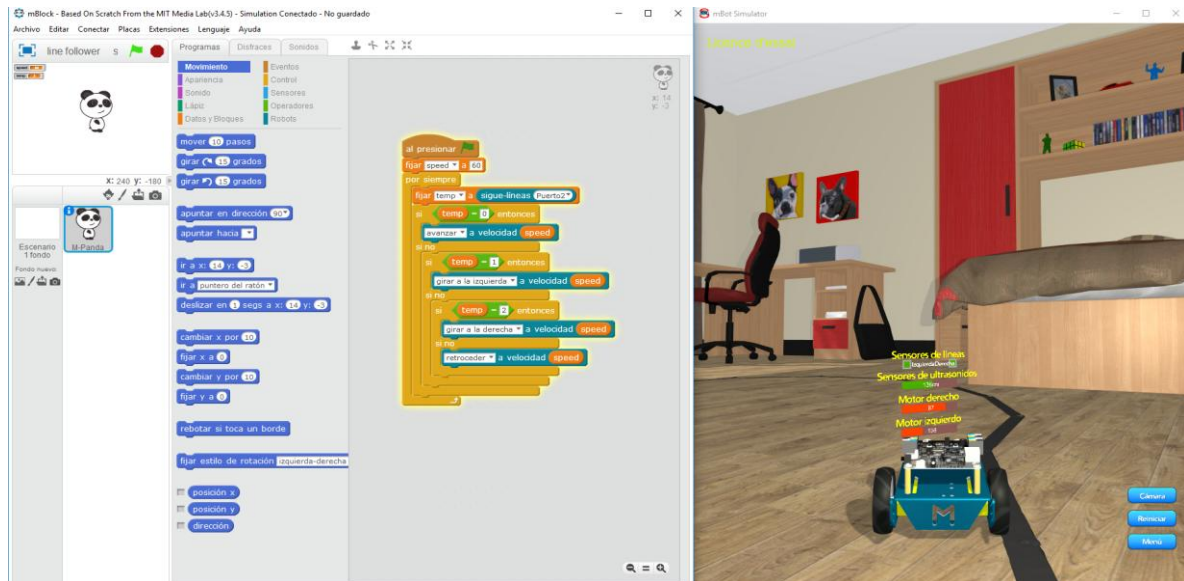 mBlock - Based On Scratch From the MIT Media Lab(v3.4.5) - Simulation Conectado - No guardado
Archivo Editar Conectar Placas Extensiones Lenguaje Ayuda
line follower s
speed
temp
X: 240 y: -180
Escenario
1 fondo
Fondo nuevo:
M-Panda
Programas Disfraces Sonidos
Movimiento Eventos
Apariencia Control
Sonido Sensores
Lápiz Operadores
Datos y Bloques Robots
mover 10 pasos
girar 15 grados
girar 15 grados
apuntar en dirección 90
apuntar hacia
ir a x: 14 y: -3
ir a puntero del ratón
deslizar en 1 segs a x: 14 y: -3
cambiar x por 10
fijar x a 0
cambiar y por 10
fijar y a 0
rebotar si toca un borde
fijar estilo de rotación izquierda-derecha
posición x
posición y
dirección
x: 14
y: -3
al presionar
fijar speed a 60
por siempre
fijar temp a sigue-líneas Puerto2
si temp = 0 entonces
avanzar a velocidad speed
si no
si temp = 1 entonces
girar a la izquierda a velocidad speed
si no
si temp = 2 entonces
girar a la derecha a velocidad speed
si no
retroceder a velocidad speed
mBot Simulator
Sensores de líneas
Izquierda Derecha
Sensores de ultrasonidos
Motor derecho
Motor izquierdo
M
Cámara
Reiniciar
Menú